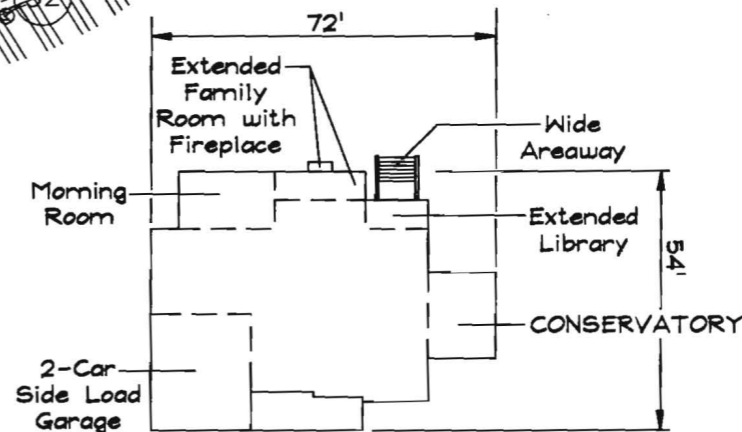 72'
Extended
Family
Room with
Fireplace
Wide
Areaway
Morning
Room
Extended
Library
54'
CONSERVATORY
2-Car
Side Load
Garage